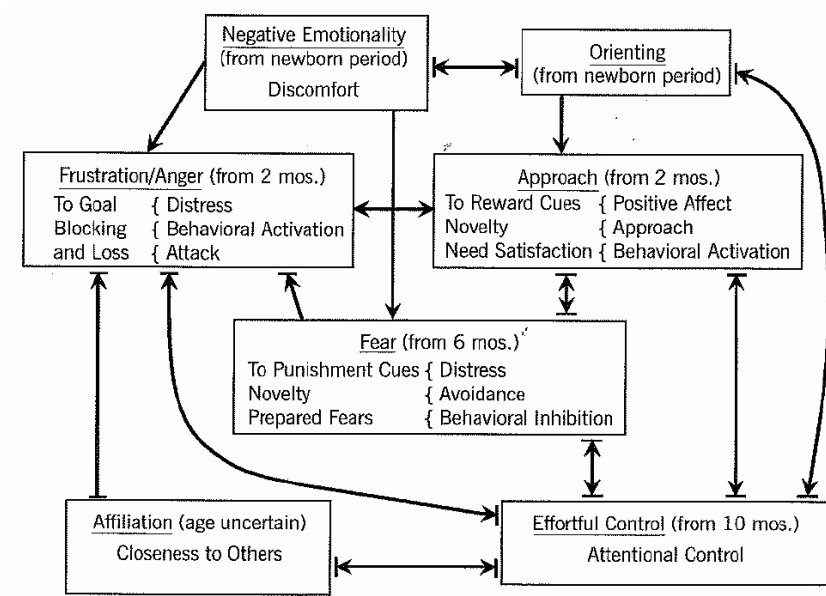 Negative Emotionality
(from newborn period)
Discomfort
Orienting
(from newborn period)
Frustration/Anger (from 2 mos.)
To Goal { Distress
Blocking { Behavioral Activation
and Loss { Attack
Approach (from 2 mos.)
To Reward Cues { Positive Affect
Novelty { Approach
Need Satisfaction { Behavioral Activation
Fear (from 6 mos.)
To Punishment Cues { Distress
Novelty { Avoidance
Prepared Fears { Behavioral Inhibition
Affiliation (age uncertain)
Closeness to Others
Effortful Control (from 10 mos.)
Attentional Control